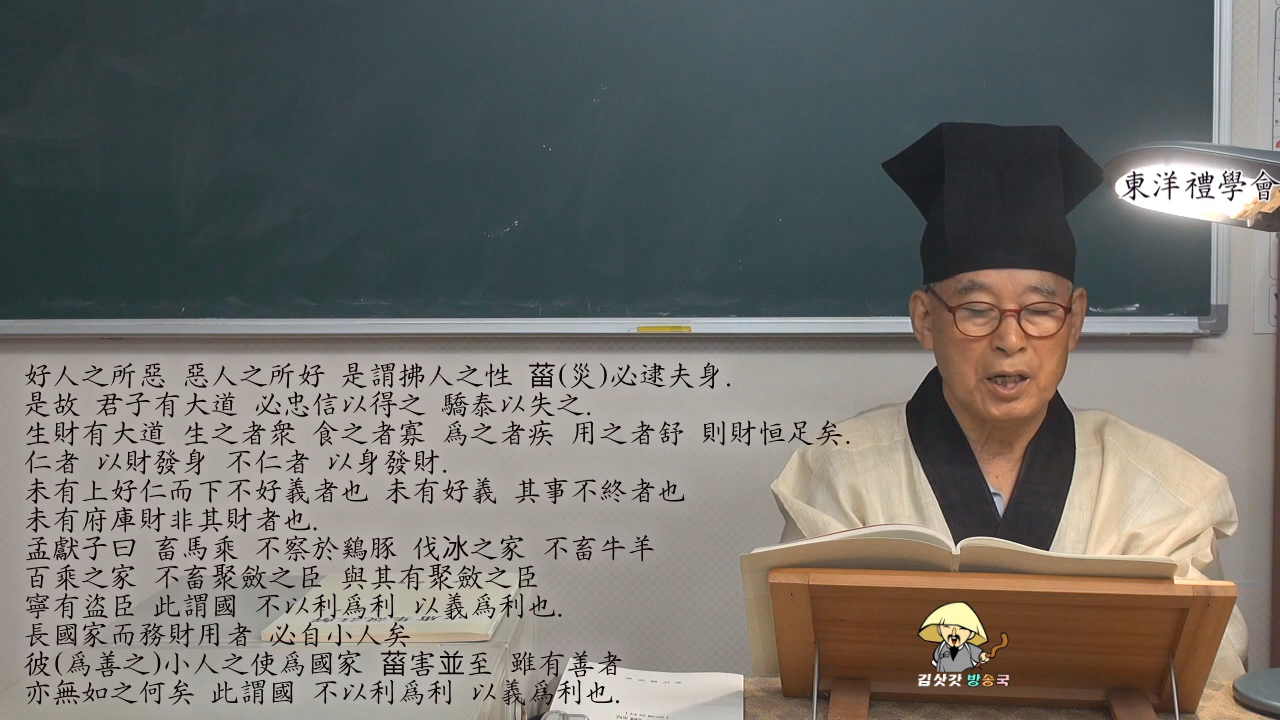 東洋禮學會
好人之所惡 惡人之所好 是謂拂人之性 菑(災)必逮夫身.
是故 君子有大道 必忠信以得之 驕泰以失之.
生財有大道 生之者衆 食之者寡 爲之者疾 用之者舒 則財恒足矣.
仁者 以財發身 不仁者 以身發財.
未有上好仁而下不好義者也 未有好義 其事不終者也
未有府庫財非其財者也.
孟獻子曰 畜馬乘 不察於鷄豚 伐冰之家 不畜牛羊
百乘之家 不畜聚斂之臣 與其有聚斂之臣
寧有盜臣 此謂國 不以利爲利 以義爲利也.
長國家而務財用者 必自小人矣
彼(爲善之)小人之使爲國家 菑害並至 雖有善者
亦無如之何矣 此謂國 不以利爲利 以義爲利也.
김삿갓 방송국